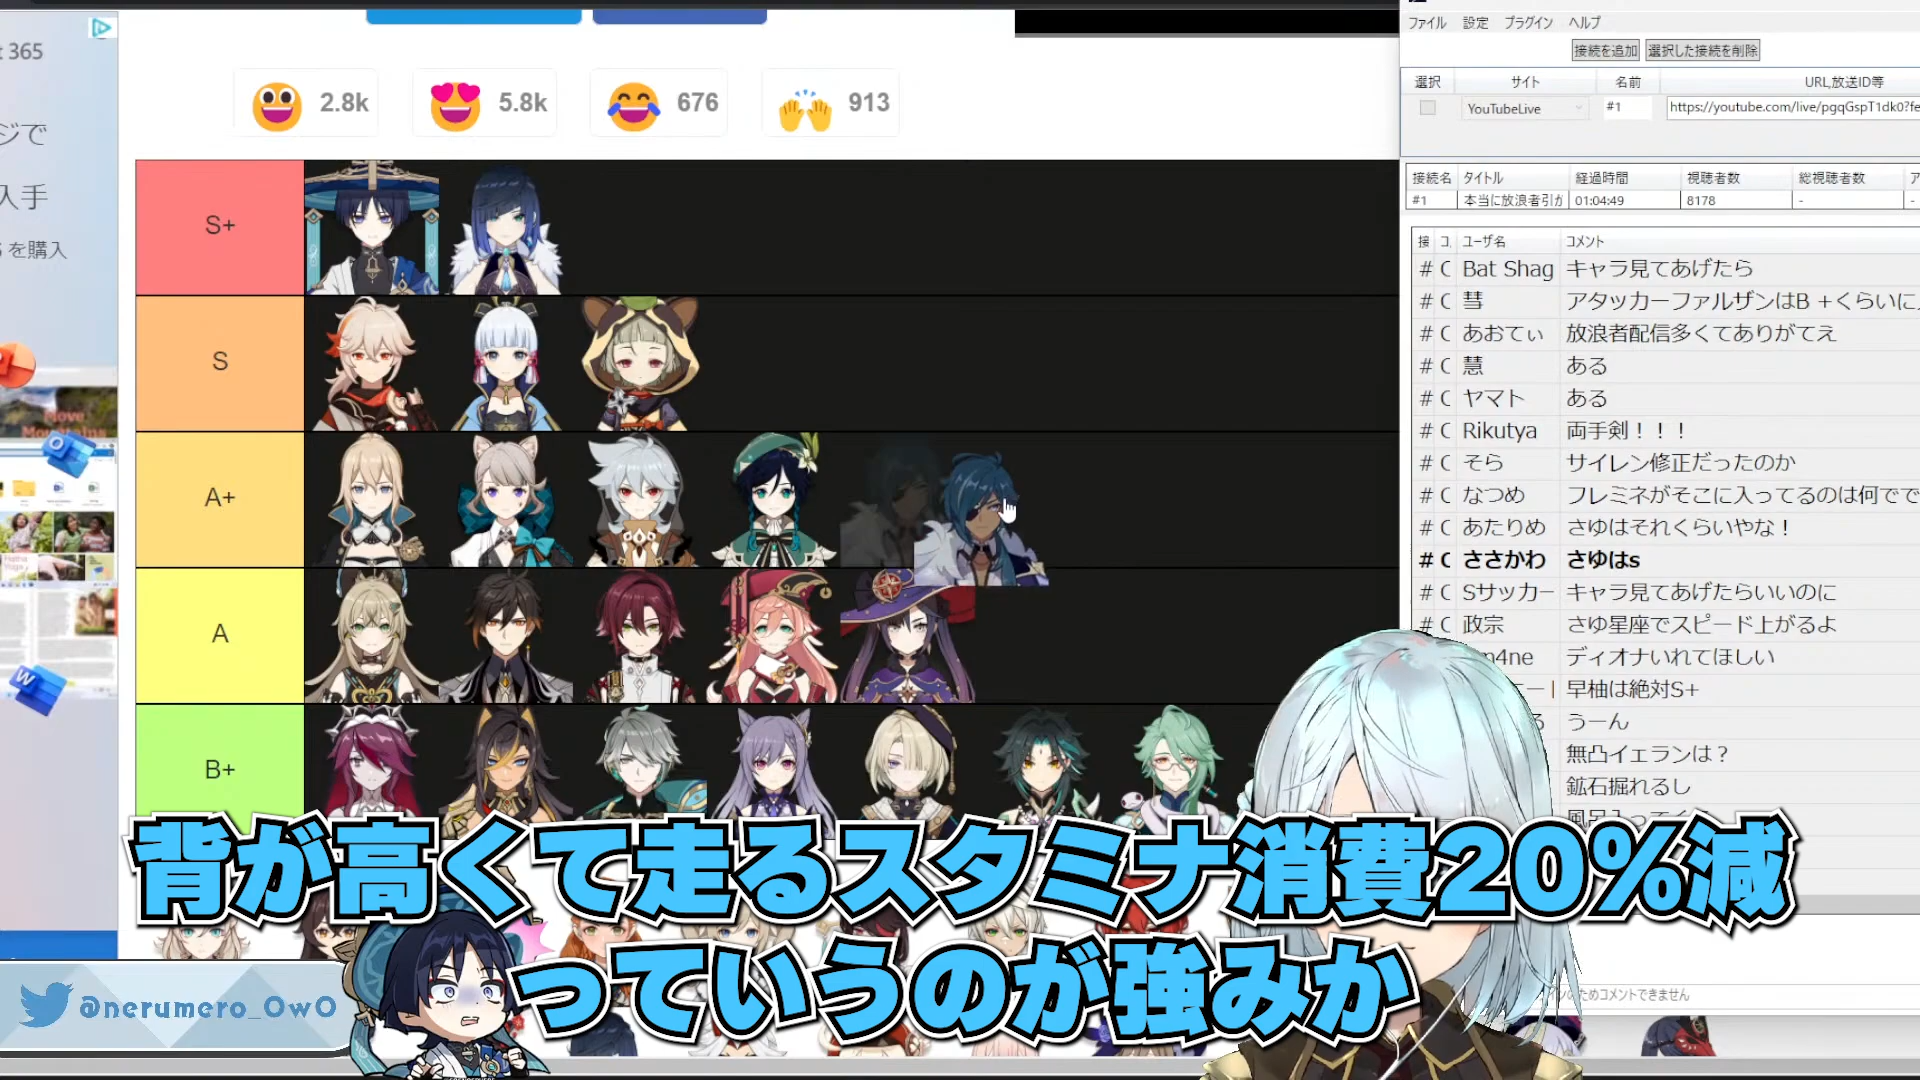 365
ジで
入手
を購入
2.8k
5.8k
676
913
S+
S
A+
A
B+
ファイル 設定 プラグイン ヘルプ
接続を追加 選択した接続を削除
選択 サイト 名前 URL,放送ID等
YouTubeLive #1 https://youtube.com/live/pgqGspT1dk0?fe
接続名 タイトル 経過時間 視聴者数 総視聴者数 ア
#1 本当に放浪者引か 01:04:49 8178 - -
接 コ. ユーザ名 コメント
# C Bat Shag キャラ見てあげたら
# C 彗 アタッカーファルザンはB +くらいに
# C あおてぃ 放浪者配信多くてありがてえ
# C 慧 ある
# C ヤマト ある
# C Rikutya 両手剣！！！
# C そら サイレン修正だったのか
# C なつめ フレミネがそこに入ってるのは何でで
# C あたりめ さゆはそれくらいやな！
# C ささかわ さゆはs
# C Sサッカー キャラ見てあげたらいいのに
# C 政宗 さゆ星座でスピード上がるよ
n4ne ディオナいれてほしい
早柚は絶対S+
うーん
無凸イェランは？
鉱石掘れるし
背が高くて走るスタミナ消費20%減
っていうのが強みか
@nerumero_OwO
ためコメントできません